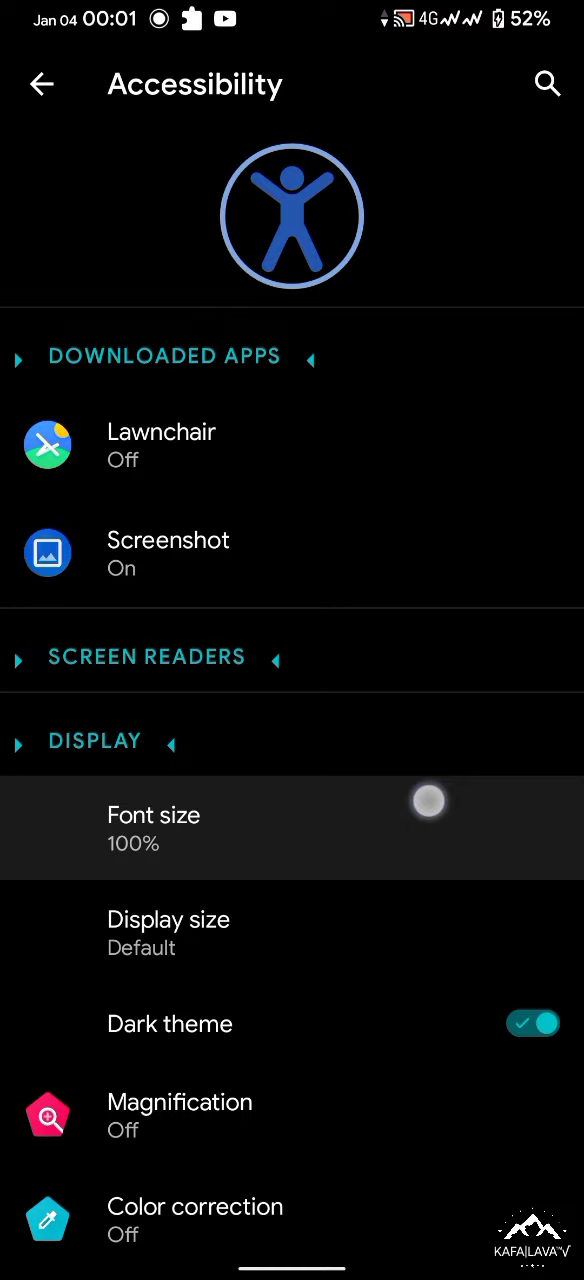 Jan 04 00:01 4G 52%
Accessibility
DOWNLOADED APPS
Lawnchair
Off
Screenshot
On
SCREEN READERS
DISPLAY
Font size
100%
Display size
Default
Dark theme
Magnification
Off
Color correction
Off
KAFA|LAVA™√